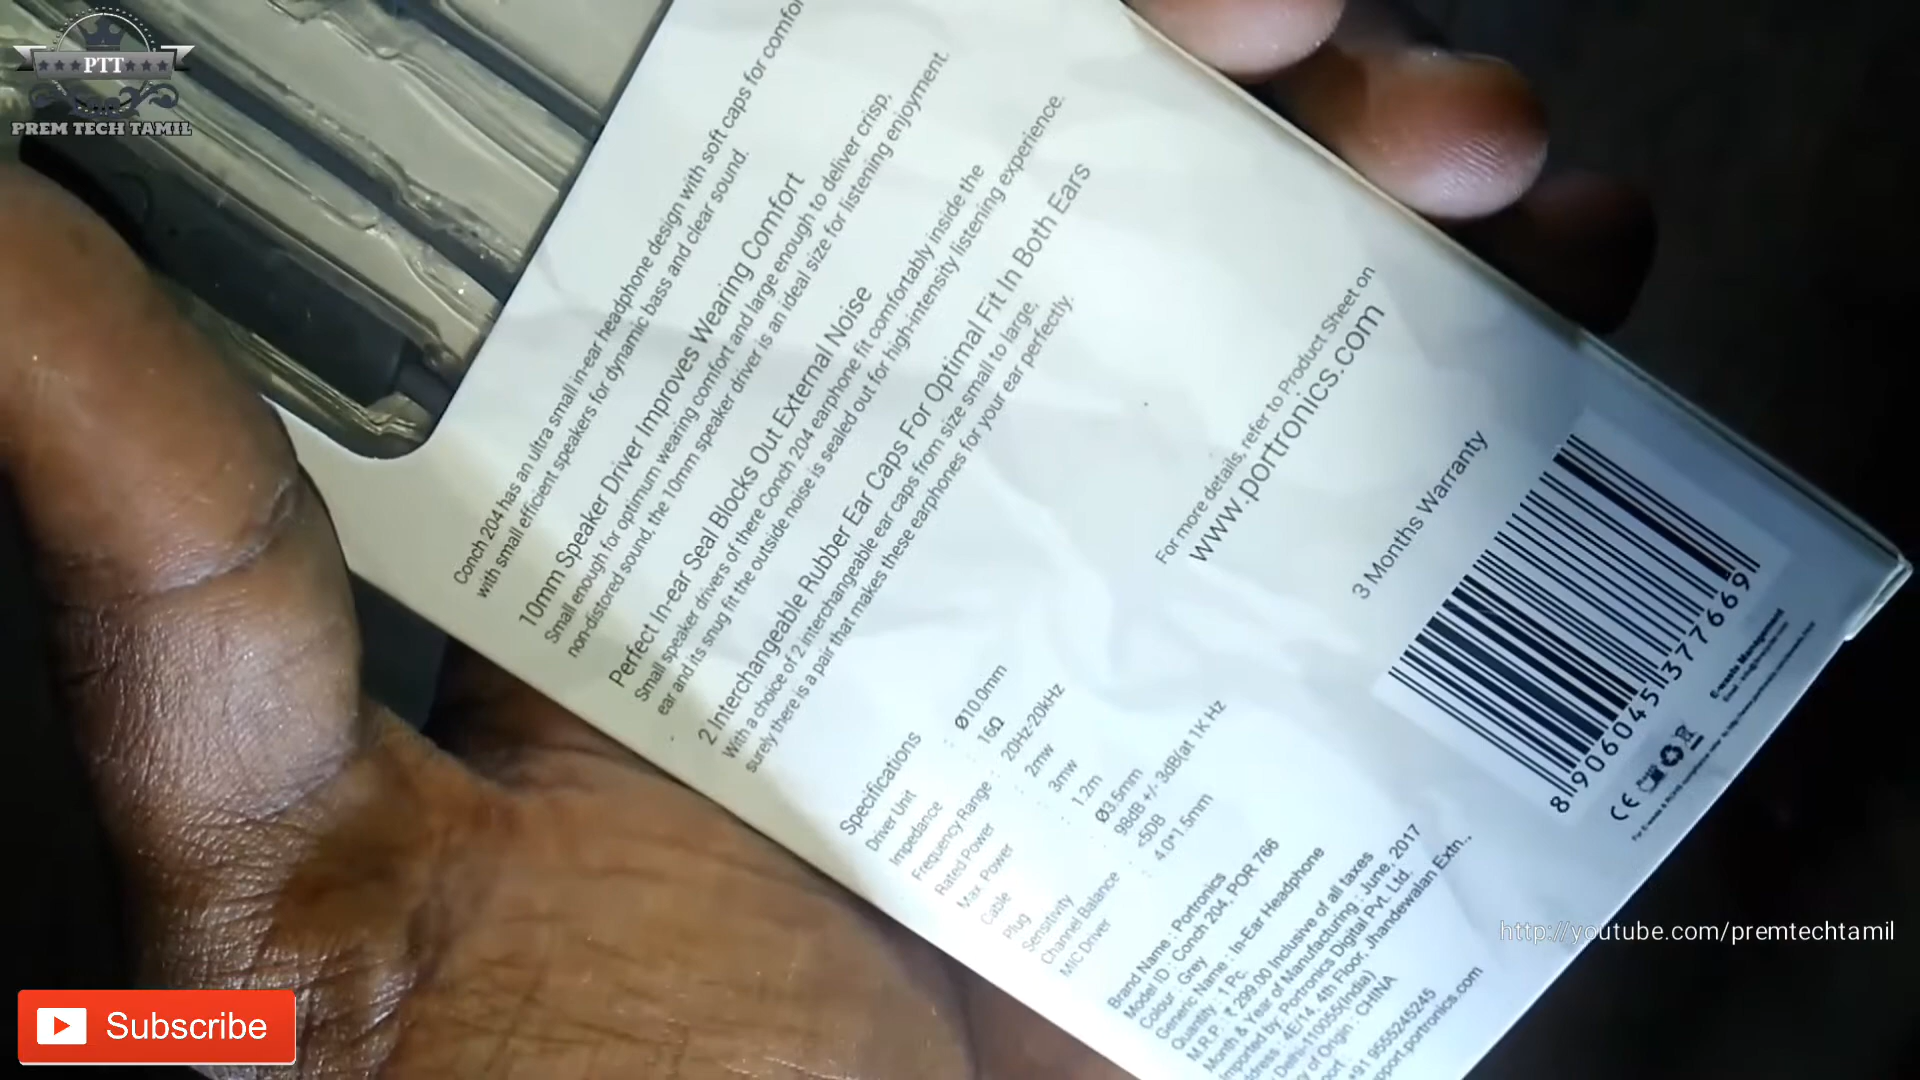 PTT
PREM TECH TAMIL
Conch 204 has an ultra small in-ear headphone design with soft caps for
with small efficient speakers for dynamic bass and clear sound.
10mm Speaker Driver Improves Wearing Comfort
Small enough for optimum wearing comfort and large enough to deliver crisp,
non-distored sound, the 10mm speaker driver is an ideal size for listening enjoyment.
Perfect In-ear Seal Blocks Out External Noise
Small speaker drivers of there Conch 204 earphone fit comfortably inside the
ear and its snug fit the outside noise is sealed out for high-intensity listening experience.
2 Interchangeable Rubber Ear Caps For Optimal Fit In Both Ears
With a choice of 2 interchangeable ear caps from size small to large,
surely there is a pair that makes these earphones for your ear perfectly.
Specifications
Driver Unit : Ø10.0mm
Impedance : 16Ω
Frequency Range : 20Hz-20kHz
Rated Power : 2mw
Max. Power : 3mw
Cable : 1.2m
Plug : Ø3.5mm
Sensitivity : 98dB +/- 3dB(at 1K Hz
Channel Balance : <5DB
MIC Driver : 4.0*1.5mm
Brand Name : Portronics
Model ID : Conch 204, POR 766
Colour : Grey
Generic Name : In-Ear Headphone
Quantity : 1 Pc.
M.R.P : ₹ 299.00 Inclusive of all taxes
Month & Year of Manufacturing : June, 2017
Imported by: Portronics Digital Pvt. Ltd.
: 4E/14, 4th Floor, Jhandewalan Extn.,
Delhi-110055(India)
of Origin : CHINA
+91 9555245245
portronics.com
For more details, refer to Product Sheet on
www.portronics.com
3 Months Warranty
8 906045 377669
CE
E-waste Management
http://youtube.com/premtechtamil
Subscribe